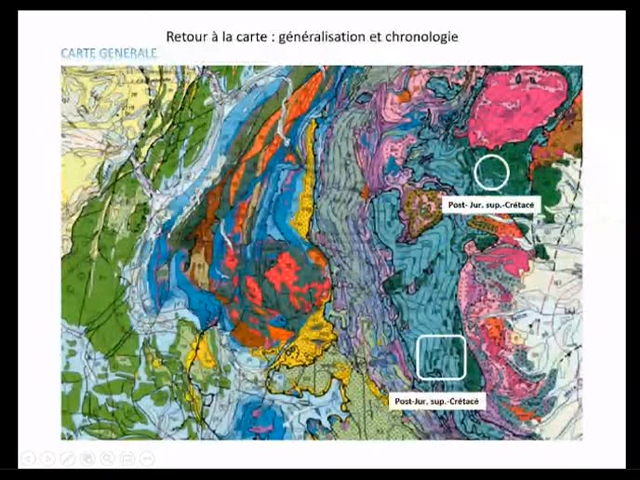 Retour à la carte : généralisation et chronologie
CARTE GENERALE
Post- Jur. sup.-Crétacé
Post-Jur. sup.-Crétacé